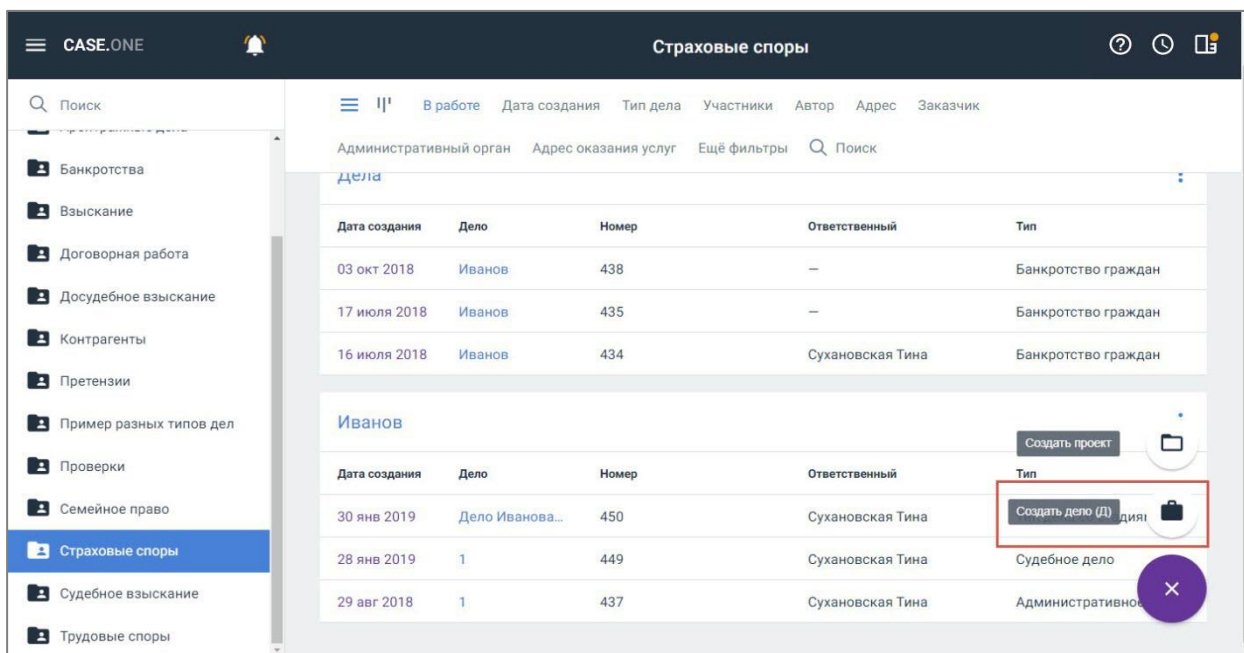 CASE.ONE
Страховые споры
Поиск
В работе Дата создания Тип дела Участники Автор Адрес Заказчик
Административный орган Адрес оказания услуг Ещё фильтры Поиск
Банкротства
Взыскание
Договорная работа
Досудебное взыскание
Контрагенты
Претензии
Пример разных типов дел
Проверки
Семейное право
Страховые споры
Судебное взыскание
Трудовые споры
Дела
Дата создания Дело Номер Ответственный Тип
03 окт 2018 Иванов 438 — Банкротство граждан
17 июля 2018 Иванов 435 — Банкротство граждан
16 июля 2018 Иванов 434 Сухановская Тина Банкротство граждан
Иванов
Создать проект
Дата создания Дело Номер Ответственный Тип
30 янв 2019 Дело Иванова... 450 Сухановская Тина
Создать дело (Д)
28 янв 2019 1 449 Сухановская Тина Судебное дело
29 авг 2018 1 437 Сухановская Тина Административное